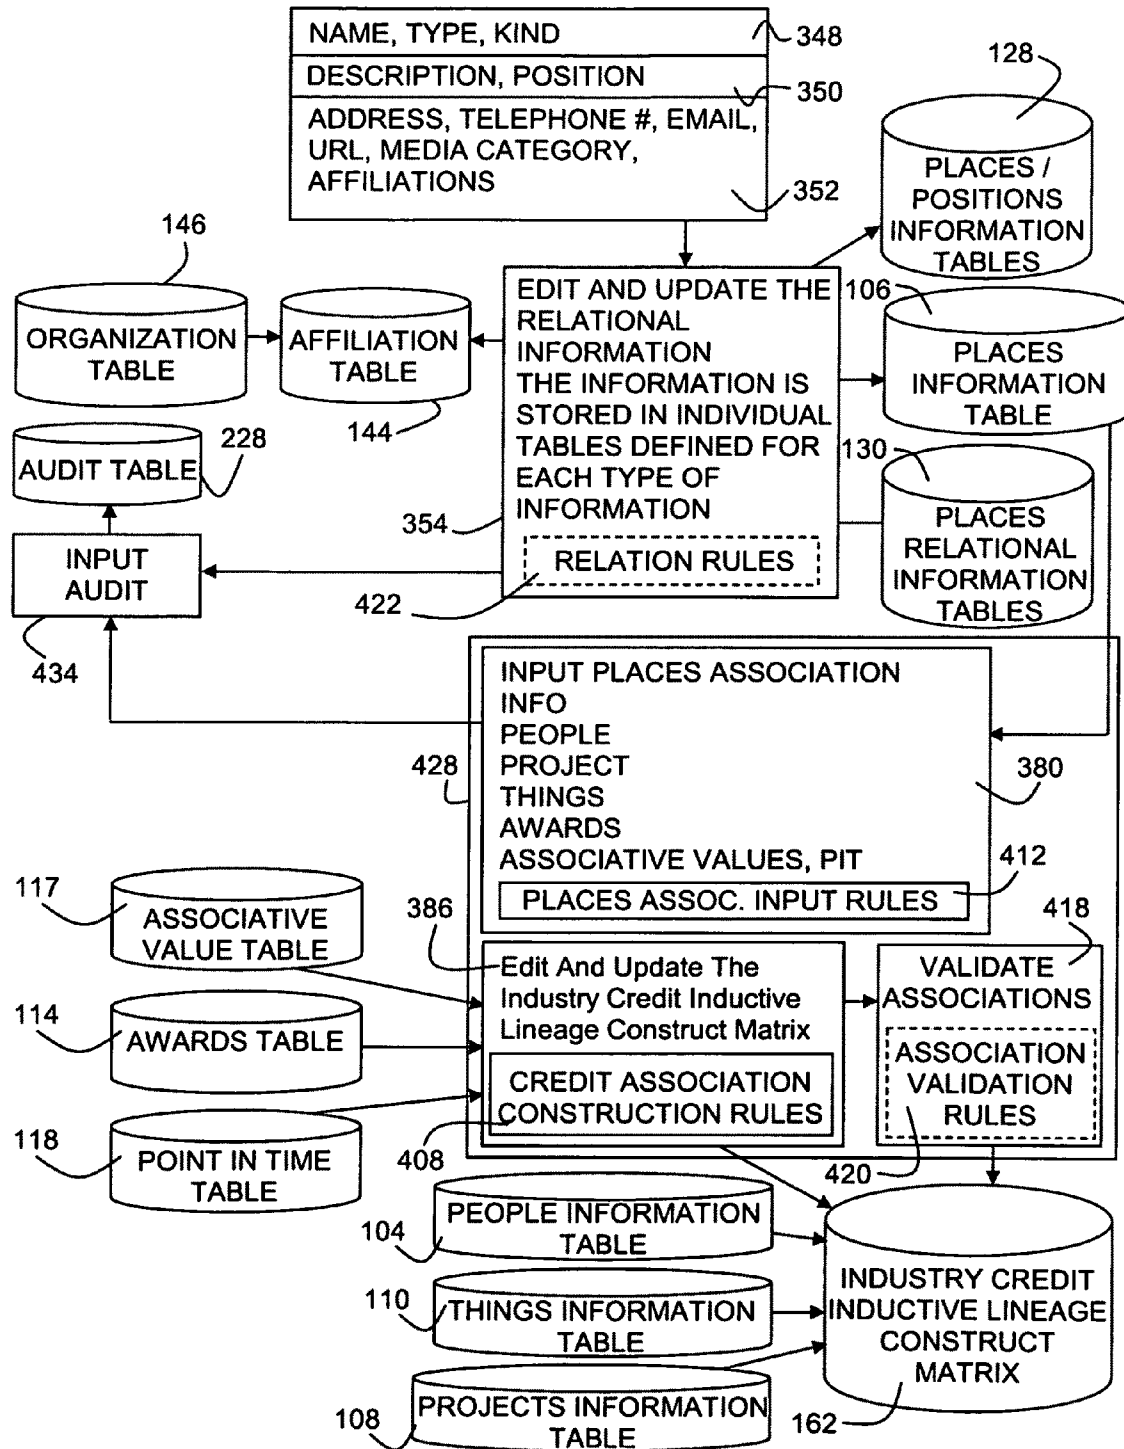 NAME, TYPE, KIND
348
DESCRIPTION, POSITION
350
ADDRESS, TELEPHONE #, EMAIL,
URL, MEDIA CATEGORY,
AFFILIATIONS
352
128
PLACES /
POSITIONS
INFORMATION
TABLES
146
ORGANIZATION
TABLE
AFFILIATION
TABLE
144
EDIT AND UPDATE THE
RELATIONAL
INFORMATION
THE INFORMATION IS
STORED IN INDIVIDUAL
TABLES DEFINED FOR
EACH TYPE OF
INFORMATION
354
RELATION RULES
422
106
PLACES
INFORMATION
TABLE
130
PLACES
RELATIONAL
INFORMATION
TABLES
AUDIT TABLE
228
INPUT
AUDIT
434
INPUT PLACES ASSOCIATION
INFO
PEOPLE
PROJECT
THINGS
AWARDS
ASSOCIATIVE VALUES, PIT
428
380
412
PLACES ASSOC. INPUT RULES
117
ASSOCIATIVE
VALUE TABLE
386
Edit And Update The
Industry Credit Inductive
Lineage Construct Matrix
418
VALIDATE
ASSOCIATIONS
114
AWARDS TABLE
CREDIT ASSOCIATION
CONSTRUCTION RULES
408
ASSOCIATION
VALIDATION
RULES
420
118
POINT IN TIME
TABLE
104
PEOPLE INFORMATION
TABLE
110
THINGS INFORMATION
TABLE
108
PROJECTS INFORMATION
TABLE
INDUSTRY CREDIT
INDUCTIVE LINEAGE
CONSTRUCT
MATRIX
162